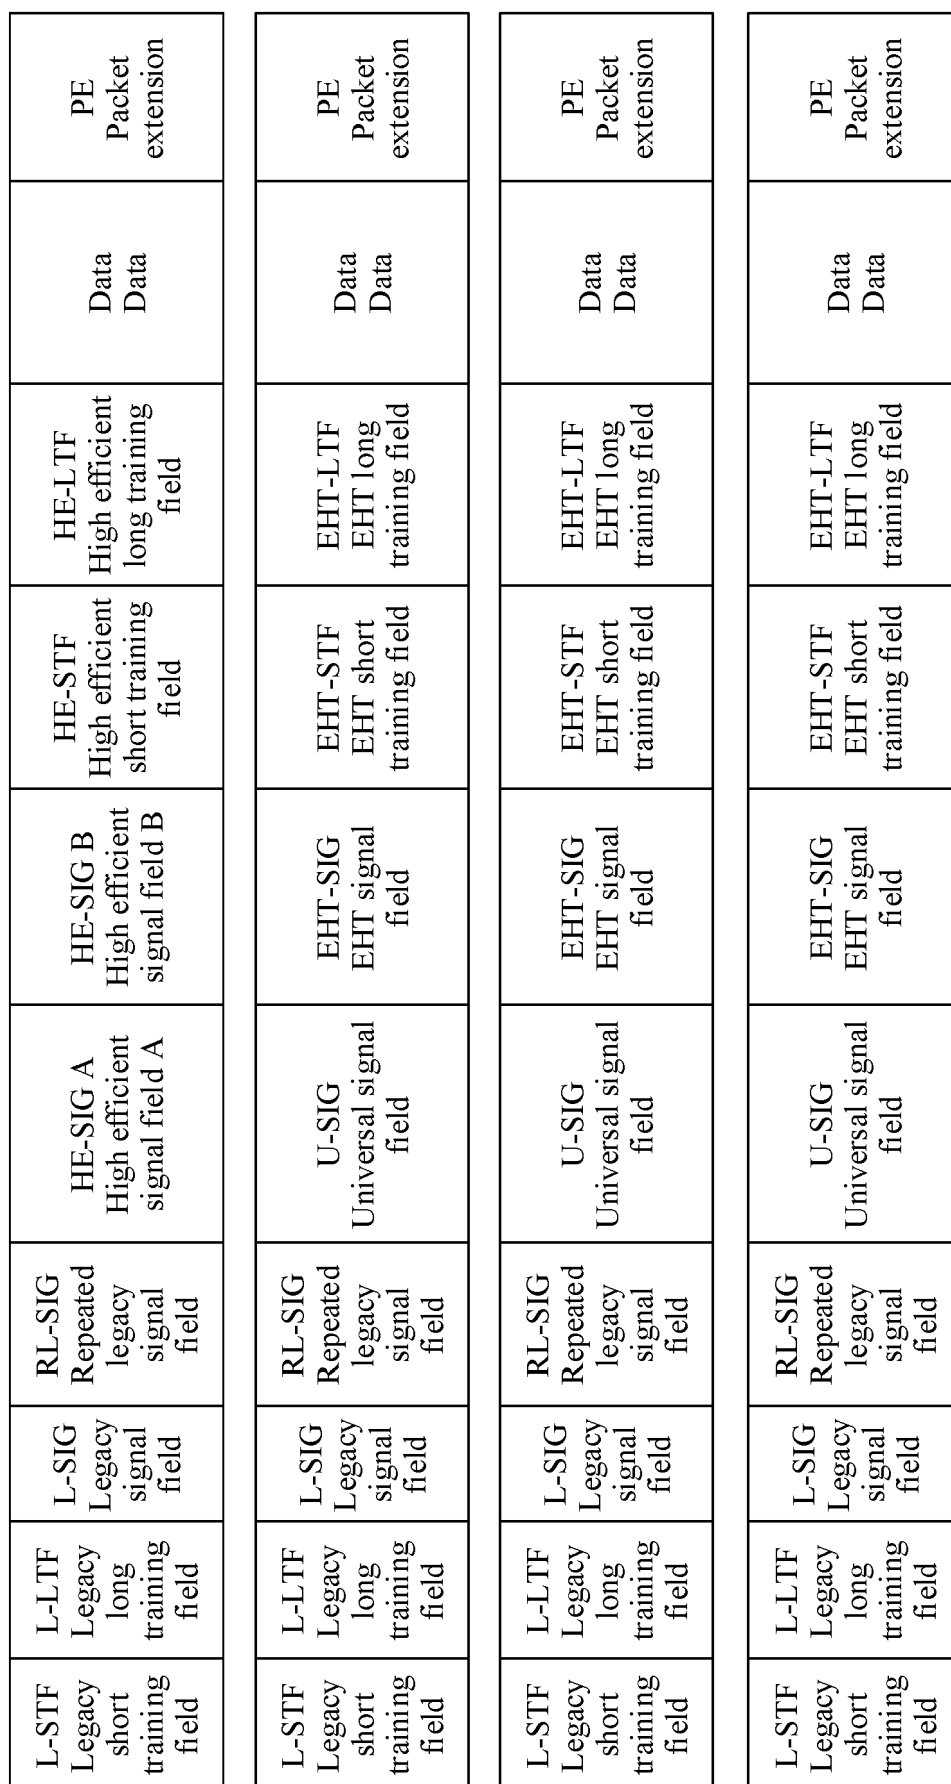 L-STF
Legacy
short
training
field
L-LTF
Legacy
long
training
field
L-SIG
Legacy
signal
field
RL-SIG
Repeated
legacy
signal
field
HE-SIG A
High efficient
signal field A
HE-SIG B
High efficient
signal field B
HE-STF
High efficient
short training
field
HE-LTF
High efficient
long training
field
Data
Data
PE
Packet
extension
L-STF
Legacy
short
training
field
L-LTF
Legacy
long
training
field
L-SIG
Legacy
signal
field
RL-SIG
Repeated
legacy
signal
field
U-SIG
Universal signal
field
EHT-SIG
EHT signal
field
EHT-STF
EHT short
training field
EHT-LTF
EHT long
training field
Data
Data
PE
Packet
extension
L-STF
Legacy
short
training
field
L-LTF
Legacy
long
training
field
L-SIG
Legacy
signal
field
RL-SIG
Repeated
legacy
signal
field
U-SIG
Universal signal
field
EHT-SIG
EHT signal
field
EHT-STF
EHT short
training field
EHT-LTF
EHT long
training field
Data
Data
PE
Packet
extension
L-STF
Legacy
short
training
field
L-LTF
Legacy
long
training
field
L-SIG
Legacy
signal
field
RL-SIG
Repeated
legacy
signal
field
U-SIG
Universal signal
field
EHT-SIG
EHT signal
field
EHT-STF
EHT short
training field
EHT-LTF
EHT long
training field
Data
Data
PE
Packet
extension